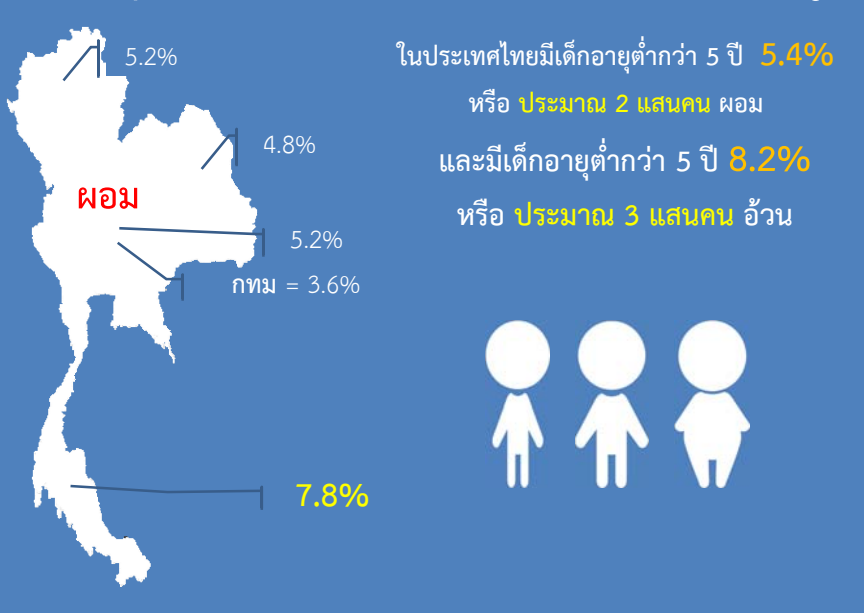 5.2%
4.8%
ผอม
5.2%
กทม = 3.6%
7.8%
ในประเทศไทยมีเด็กอายุต่ำกว่า 5 ปี 5.4%
หรือ ประมาณ 2 แสนคน ผอม
และมีเด็กอายุต่ำกว่า 5 ปี 8.2%
หรือ ประมาณ 3 แสนคน อ้วน